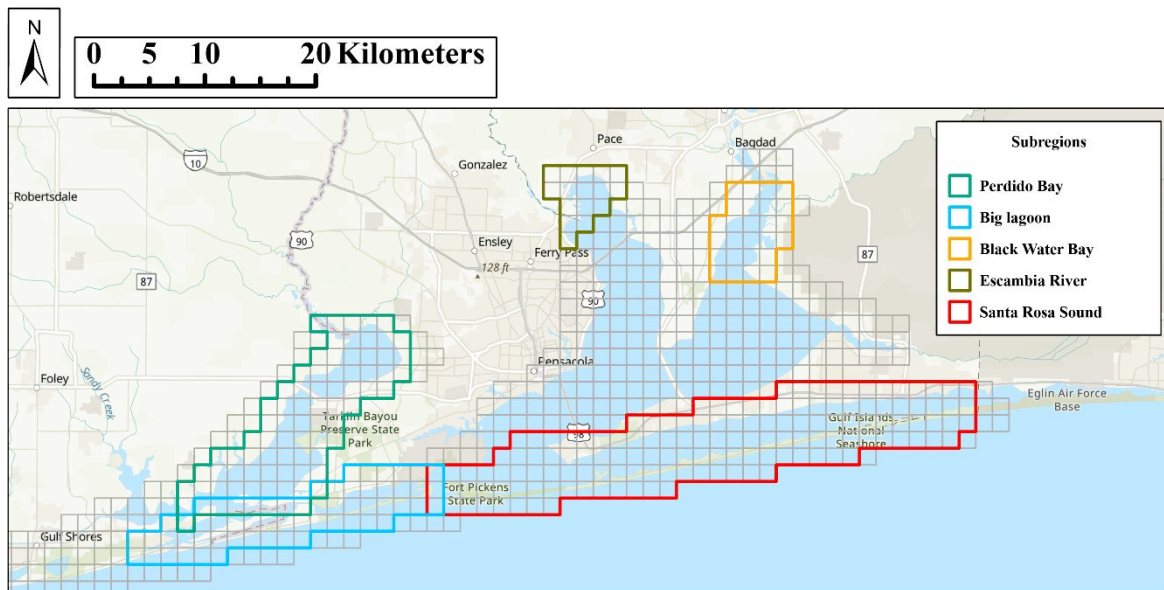 N
0 5 10 20 Kilometers
Pace
Bagdad
Gonzalez
10
Robertsdale
90
Ensley
Ferry Pass
128 ft
87
87
90
Pensacola
Foley
Sandy Creek
Tarkiln Bayou
Preserve State
Park
98
Gulf Islands
National
Seashore
Eglin Air Force
Base
Fort Pickens
State Park
Gulf Shores
Subregions
Perdido Bay
Big lagoon
Black Water Bay
Escambia River
Santa Rosa Sound